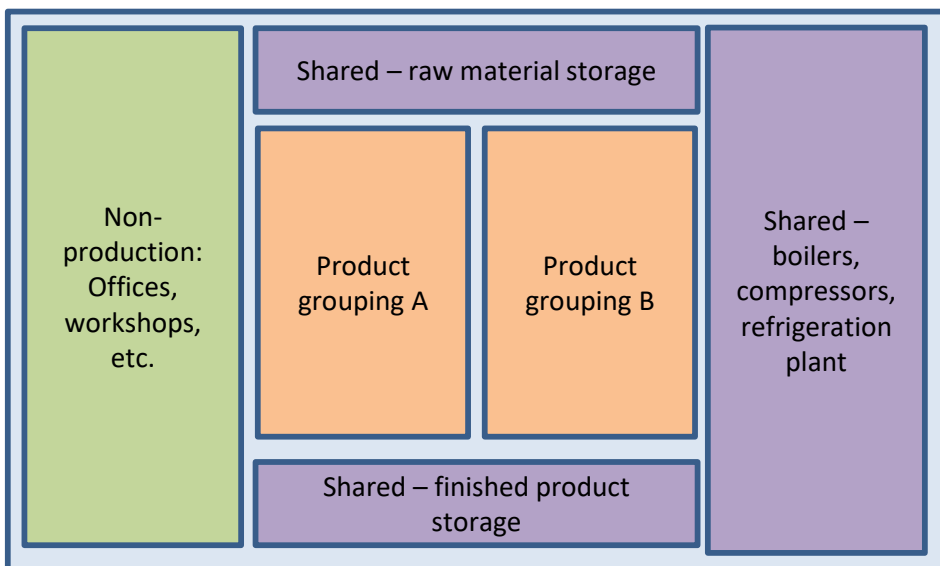 Shared – raw material storage
Non-
production:
Offices,
workshops,
etc.
Product
grouping A
Product
grouping B
Shared –
boilers,
compressors,
refrigeration
plant
Shared – finished product
storage